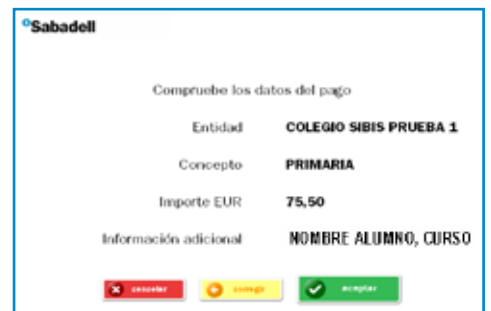 Sabadell
Compruebe los datos del pago
Entidad COLEGIO SIBIS PRUEBA 1
Concepto PRIMARIA
Importe EUR 75,50
Información adicional NOMBRE ALUMNO, CURSO
cancelar corregir aceptar